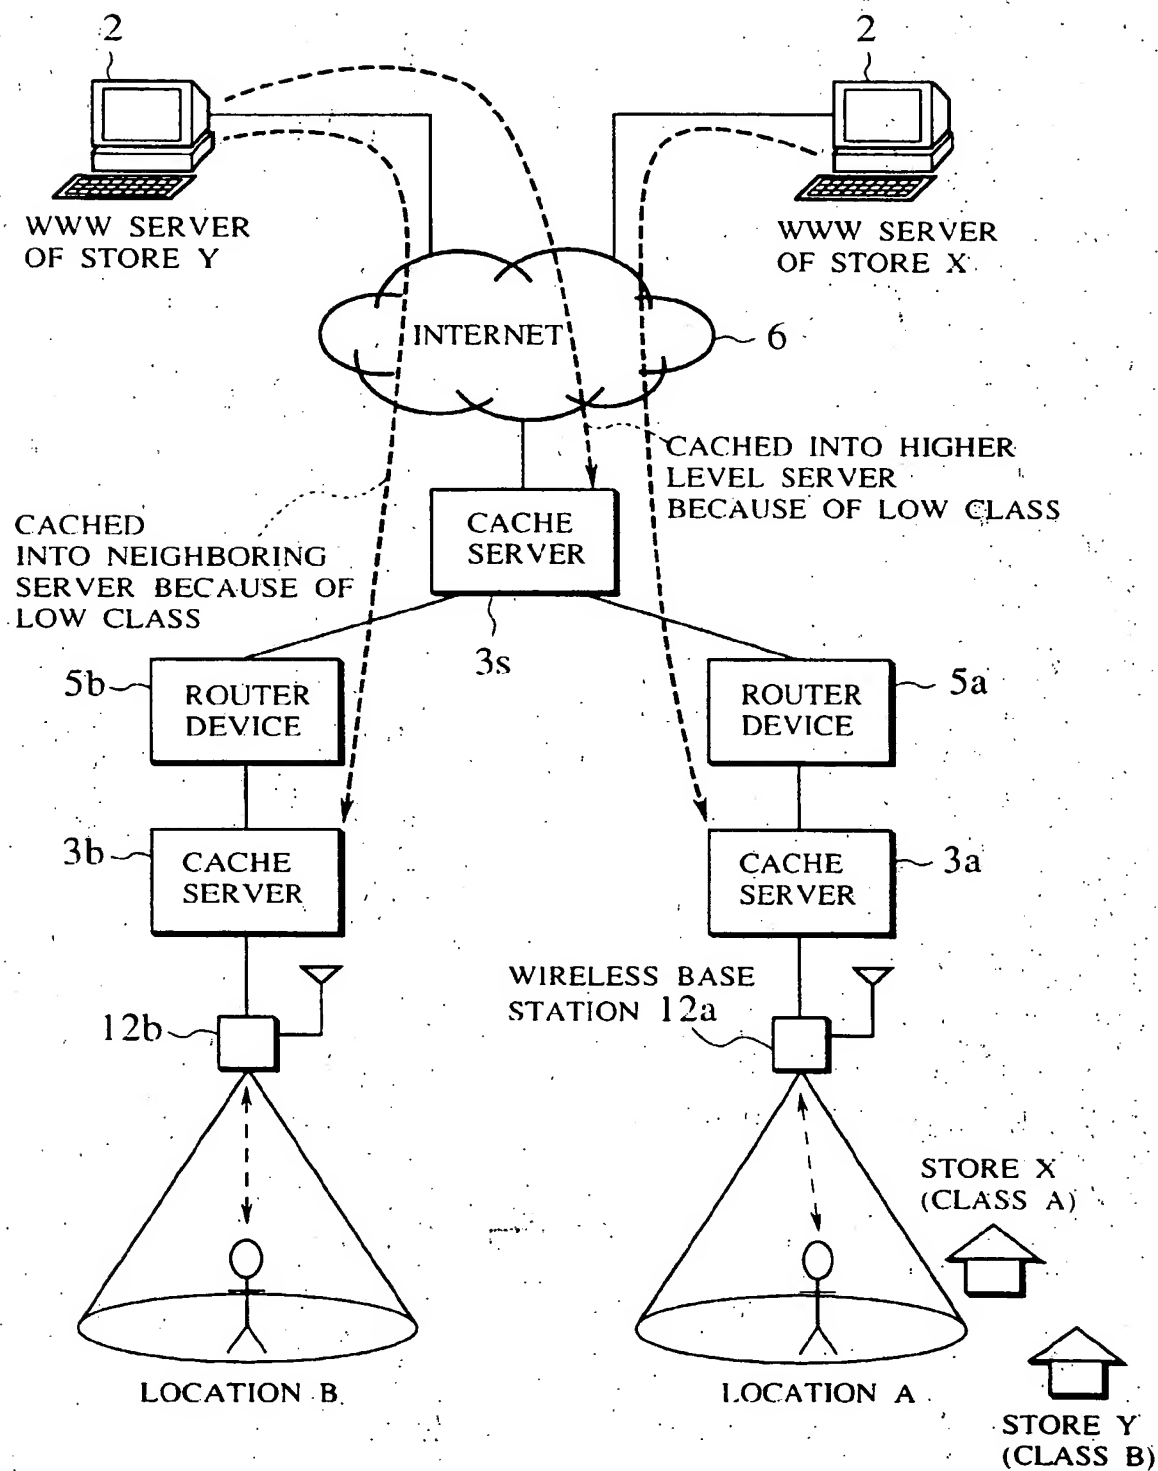 2
2
WWW SERVER
OF STORE Y
WWW SERVER
OF STORE X
INTERNET
6
CACHED INTO HIGHER
LEVEL SERVER
BECAUSE OF LOW CLASS
CACHED
INTO NEIGHBORING
SERVER BECAUSE OF
LOW CLASS
CACHE
SERVER
3s
5b
ROUTER
DEVICE
ROUTER
DEVICE
5a
3b
CACHE
SERVER
CACHE
SERVER
3a
WIRELESS BASE
STATION 12a
12b
STORE X
(CLASS A)
LOCATION B
LOCATION A
STORE Y
(CLASS B)